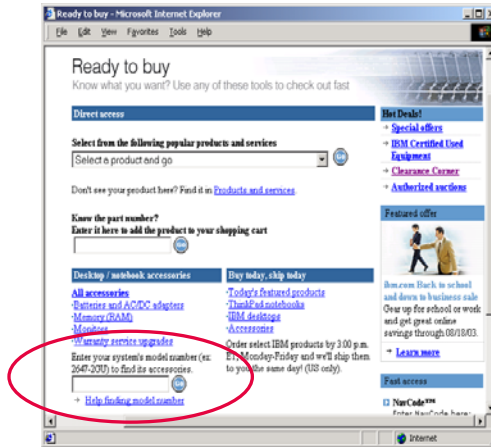 Ready to buy - Microsoft Internet Explorer
File Edit View Favorites Tools Help
Ready to buy
Know what you want? Use any of these tools to check out fast
Direct access
Select from the following popular products and services
Select a product and go
Go
Don't see your product here? Find it in Products and services.
Know the part number?
Enter it here to add the product to your shopping cart
Go
Desktop / notebook accessories
All accessories
·Batteries and AC/DC adapters
·Memory (RAM)
·Monitors
·Warranty service upgrades
Enter your system's model number (ex:
2647-20U) to find its accessories.
Go
→ Help finding model number
Buy today, ship today
·Today's featured products
·ThinkPad notebooks
·IBM desktops
·Accessories
Order select IBM products by 3:00 p.m.
ET, Monday-Friday and we'll ship them
to you the same day! (US only).
Hot Deals!
→ Special offers
→ IBM Certified Used
Equipment
→ Clearance Corner
→ Authorized auctions
Featured offer
ibm.com Back to school
and down to business sale
Gear up for school or work
and get great online
savings through 08/18/03.
→ Learn more
Fast access
NavCode™
Enter NavCode here:
Internet